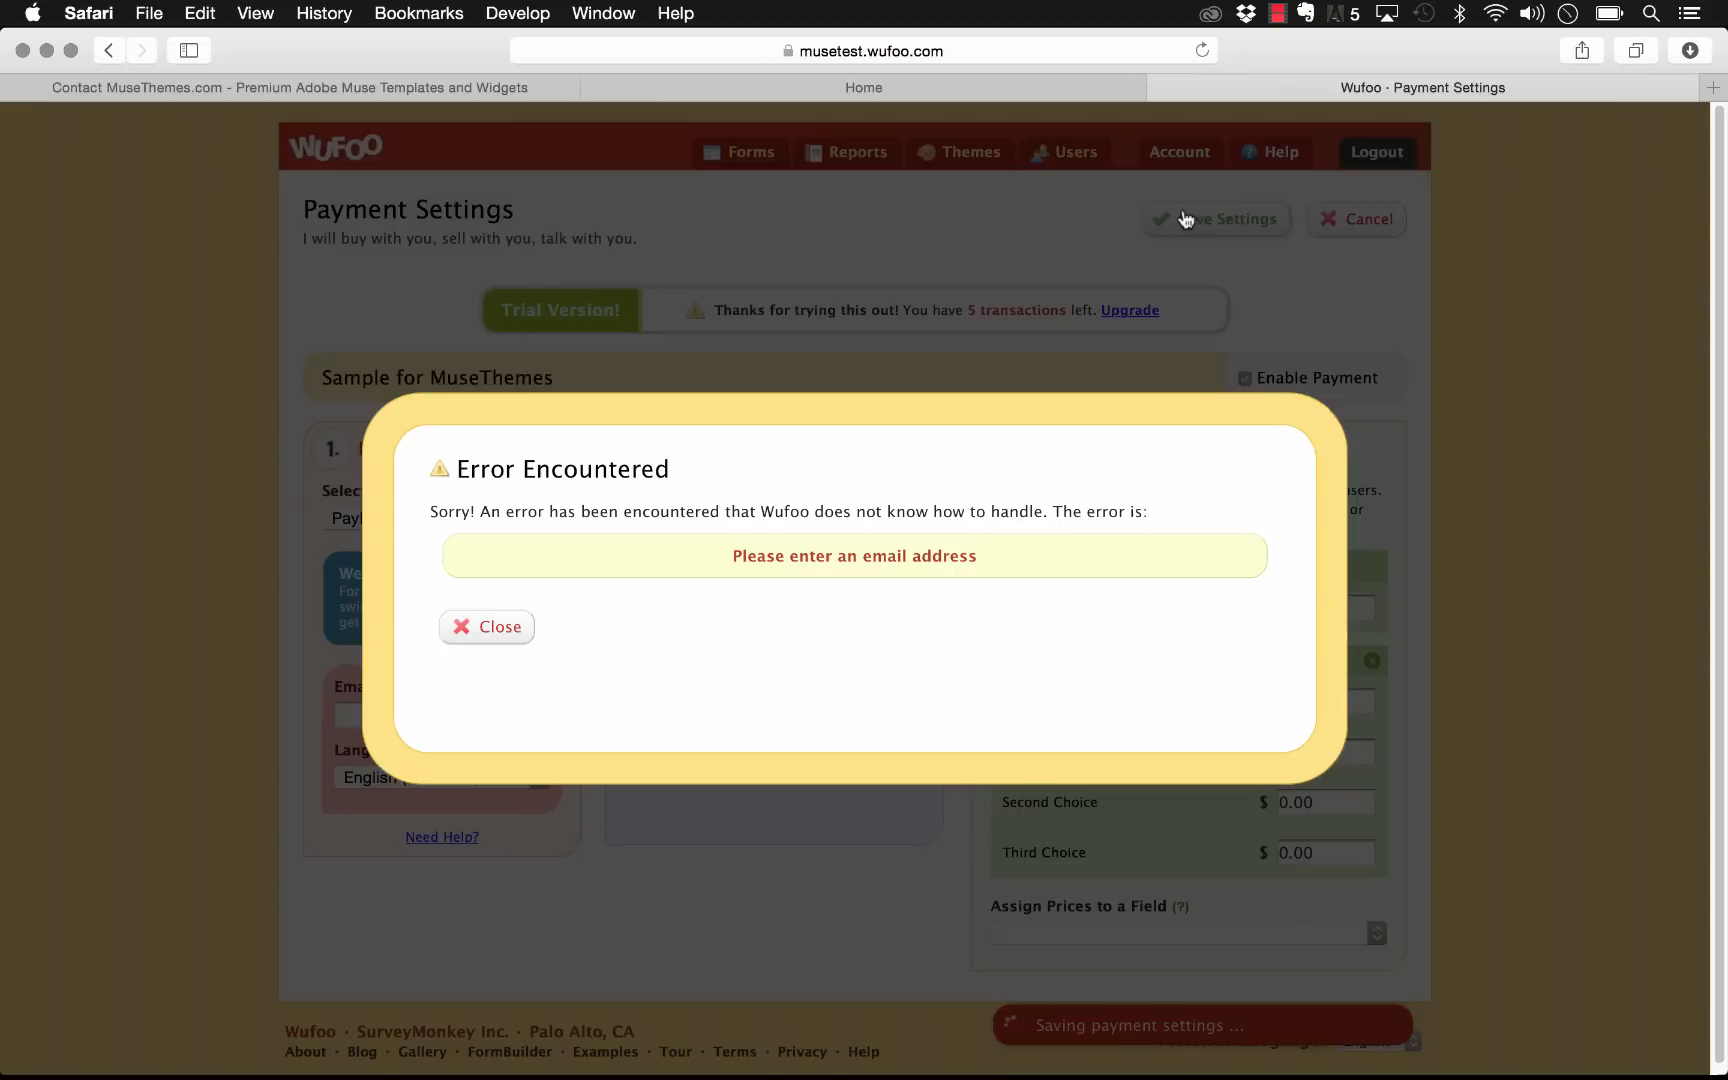 Safari File Edit View History Bookmarks Develop Window Help 5
musetest.wufoo.com
Contact MuseThemes.com - Premium Adobe Muse Templates and Widgets Home Wufoo · Payment Settings
WUFOO Forms Reports Themes Users Account Help Logout
Payment Settings
I will buy with you, sell with you, talk with you.
Settings Cancel
Trial Version! Thanks for trying this out! You have 5 transactions left. Upgrade
Sample for MuseThemes Enable Payment
1.
Error Encountered
Sorry! An error has been encountered that Wufoo does not know how to handle. The error is:
or
Please enter an email address
We
For
get
Close
English
Second Choice $ 0.00
Need Help?
Third Choice $ 0.00
Assign Prices to a Field (?)
Saving payment settings ...
Wufoo · SurveyMonkey Inc. · Palo Alto, CA
About · Blog · Gallery · FormBuilder · Examples · Tour · Terms · Privacy · Help